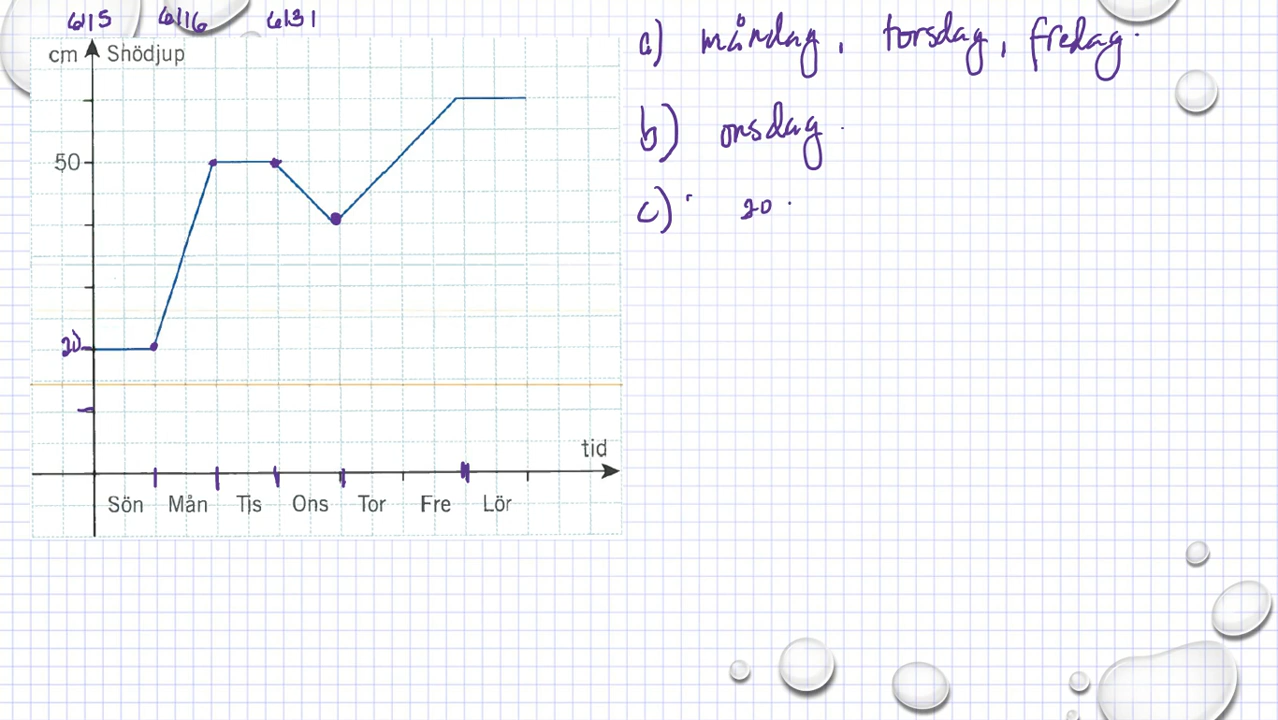 6115 6116 6131
cm Snödjup
50
20
tid
Sön Mån Tis Ons Tor Fre Lör
a) måndag, torsdag, fredag.
b) onsdag.
c) 20.